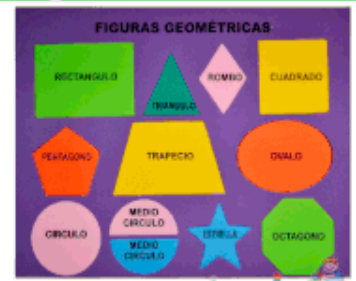 FIGURAS GEOMÉTRICAS
RECTANGULO
TRIANGULO
ROMBO
CUADRADO
PENTAGONO
TRAPECIO
OVALO
CIRCULO
MEDIO
CIRCULO
MEDIO
CIRCULO
ESTRELLA
OCTAGONO